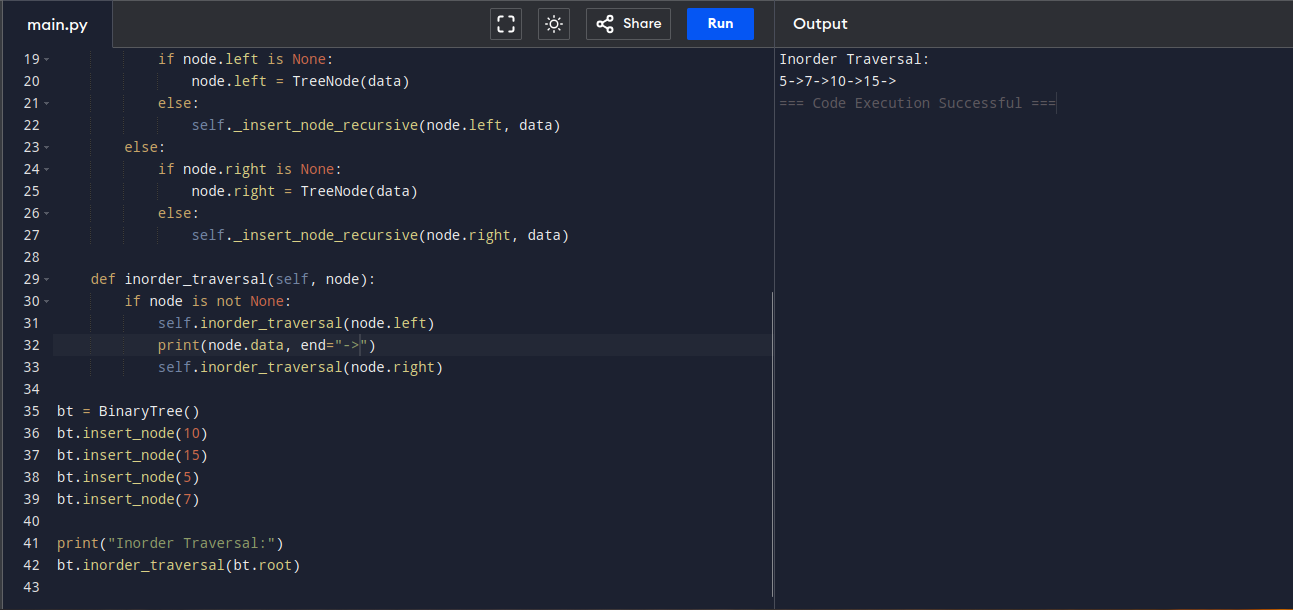 main.py
Share
Run
Output
19 if node.left is None:
20 node.left = TreeNode(data)
21 else:
22 self._insert_node_recursive(node.left, data)
23 else:
24 if node.right is None:
25 node.right = TreeNode(data)
26 else:
27 self._insert_node_recursive(node.right, data)
28
29 def inorder_traversal(self, node):
30 if node is not None:
31 self.inorder_traversal(node.left)
32 print(node.data, end="->")
33 self.inorder_traversal(node.right)
34
35 bt = BinaryTree()
36 bt.insert_node(10)
37 bt.insert_node(15)
38 bt.insert_node(5)
39 bt.insert_node(7)
40
41 print("Inorder Traversal:")
42 bt.inorder_traversal(bt.root)
43
Inorder Traversal:
5->7->10->15->
=== Code Execution Successful ===